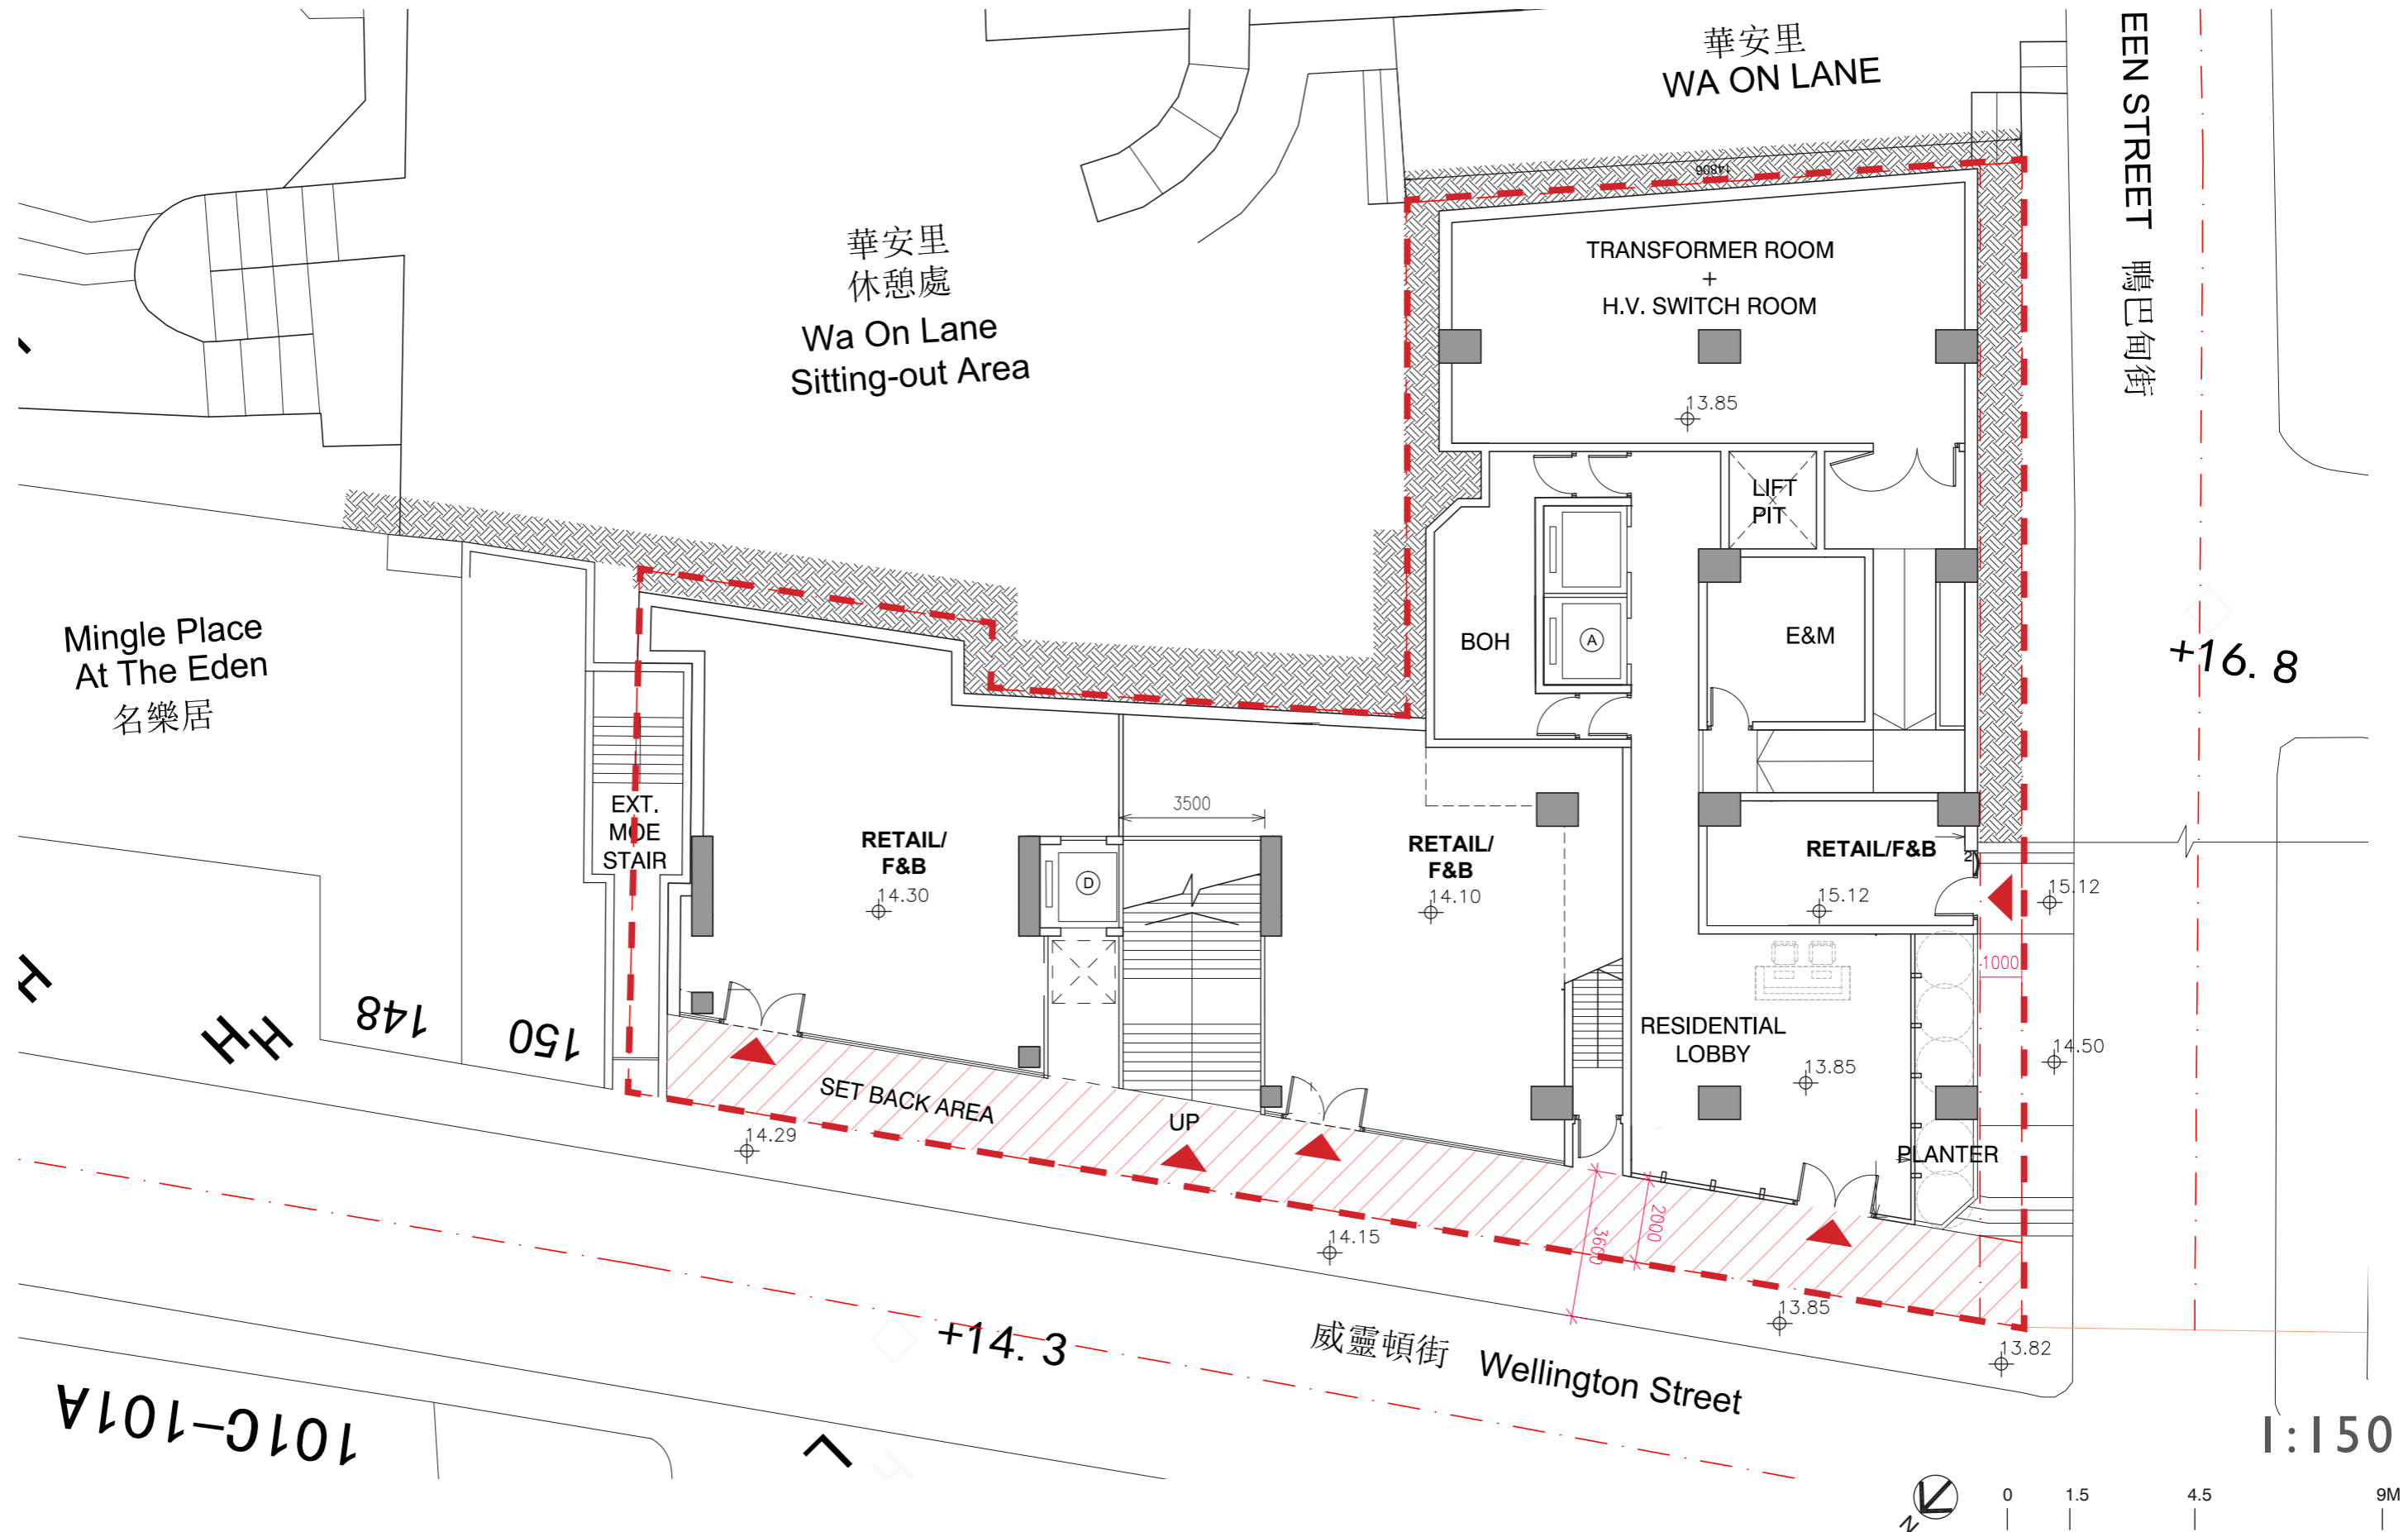 華安里
WA ON LANE
EEN STREET 鴨巴甸街
14806
華安里
休憩處
Wa On Lane
Sitting-out Area
TRANSFORMER ROOM
+
H.V. SWITCH ROOM
13.85
LIFT
PIT
Mingle Place
At The Eden
名樂居
BOH
A
E&M
+16.8
EXT.
MOE
STAIR
3500
RETAIL/
F&B
14.30
D
RETAIL/
F&B
14.10
RETAIL/F&B
2
15.12
15.12
1000
H
H
H
148
150
RESIDENTIAL
LOBBY
13.85
14.50
SET BACK AREA
UP
PLANTER
14.29
14.15
3600
2000
13.85
13.82
+14.3
威靈頓街 Wellington Street
101C-101A
1:150
N
0 1.5 4.5 9M